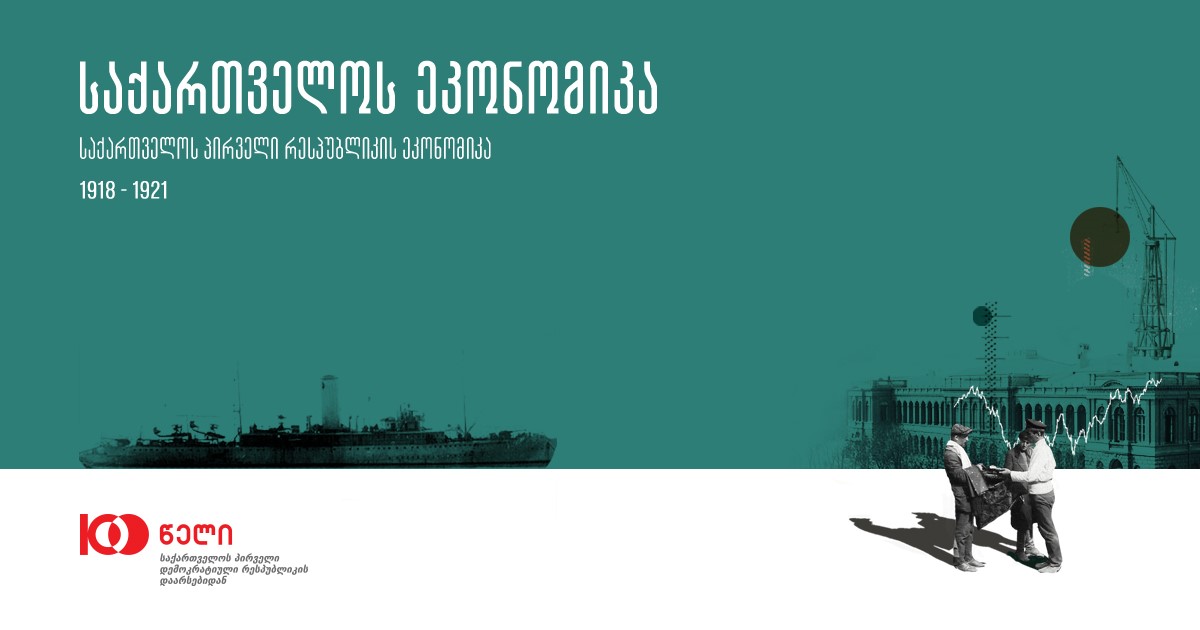 საქართველოს ეკონომიკა
საქართველოს პირველი რესპუბლიკის ეკონომიკა
1918 - 1921
100 წელი
საქართველოს პირველი
დემოკრატიული რესპუბლიკის
დაარსებიდან